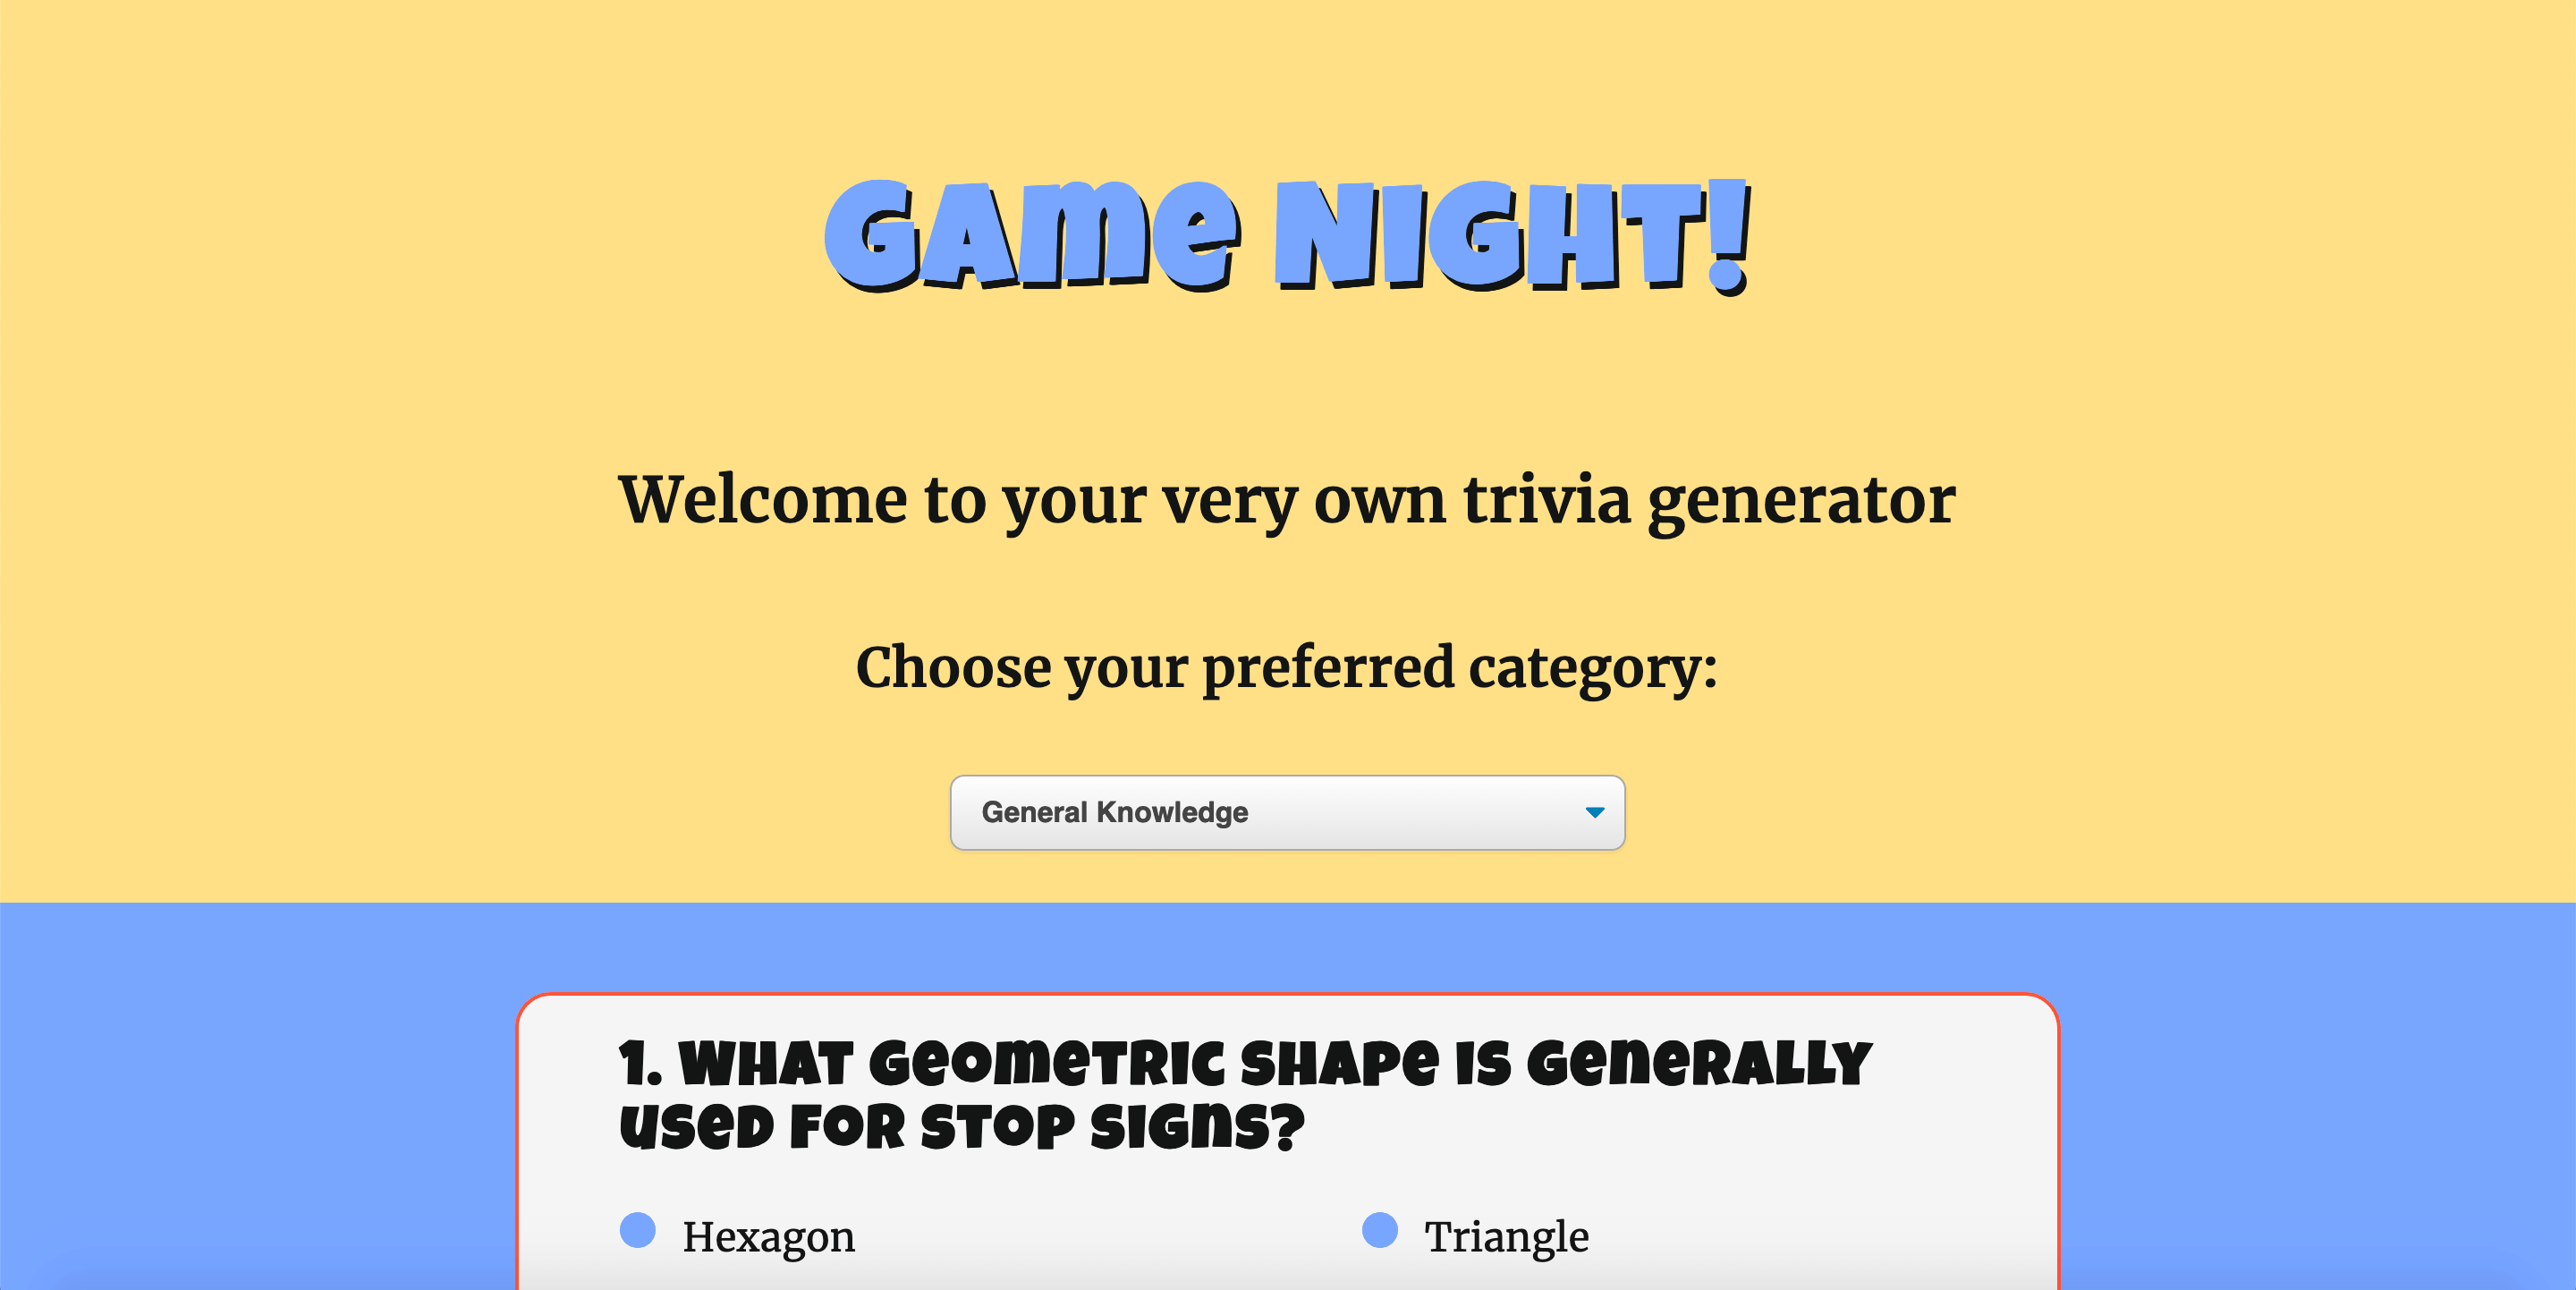 GAme NIGHT!
Welcome to your very own trivia generator
Choose your preferred category:
General Knowledge
1. WHAT GeomeTRIC SHAPe IS GeneRALLY
useD FOR STOP SIGns?
Hexagon
Triangle